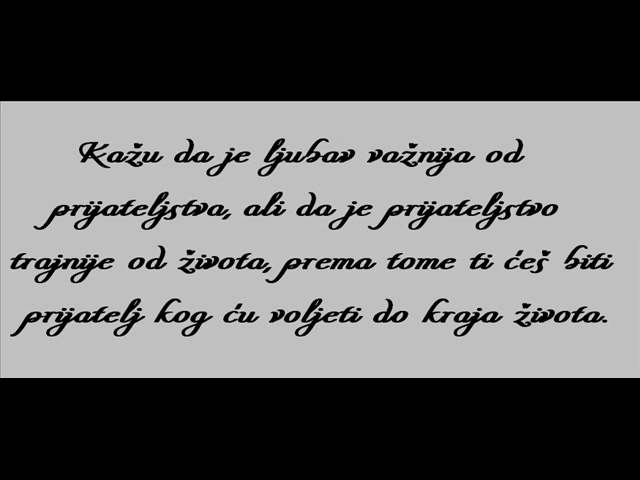 Kažu da je ljubav važnija od
prijateljstva, ali da je prijateljstvo
trajnije od života, prema tome ti ćeš biti
prijatelj kog ću voljeti do kraja života.